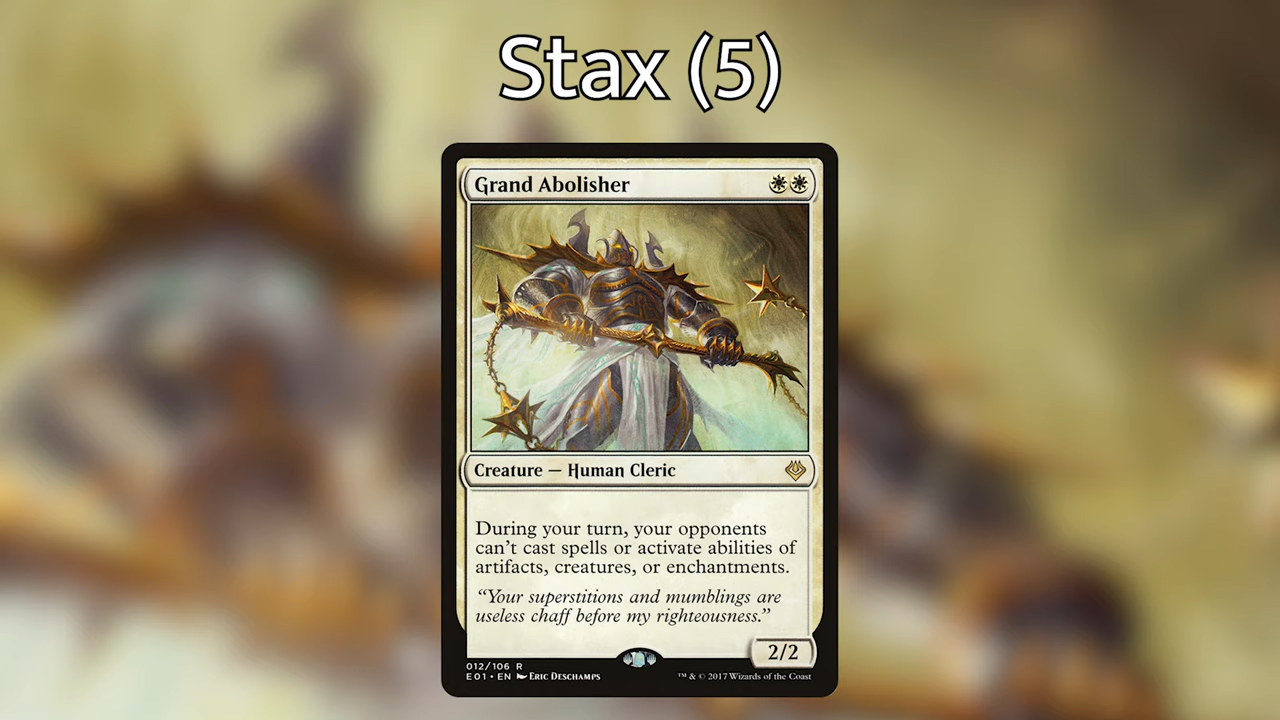 Stax (5)
Grand Abolisher
Creature — Human Cleric
During your turn, your opponents
can't cast spells or activate abilities of
artifacts, creatures, or enchantments.
“Your superstitions and mumblings are
useless chaff before my righteousness.”
2/2
012/106 R
E01 • EN Eric Deschamps
™ & © 2017 Wizards of the Coast